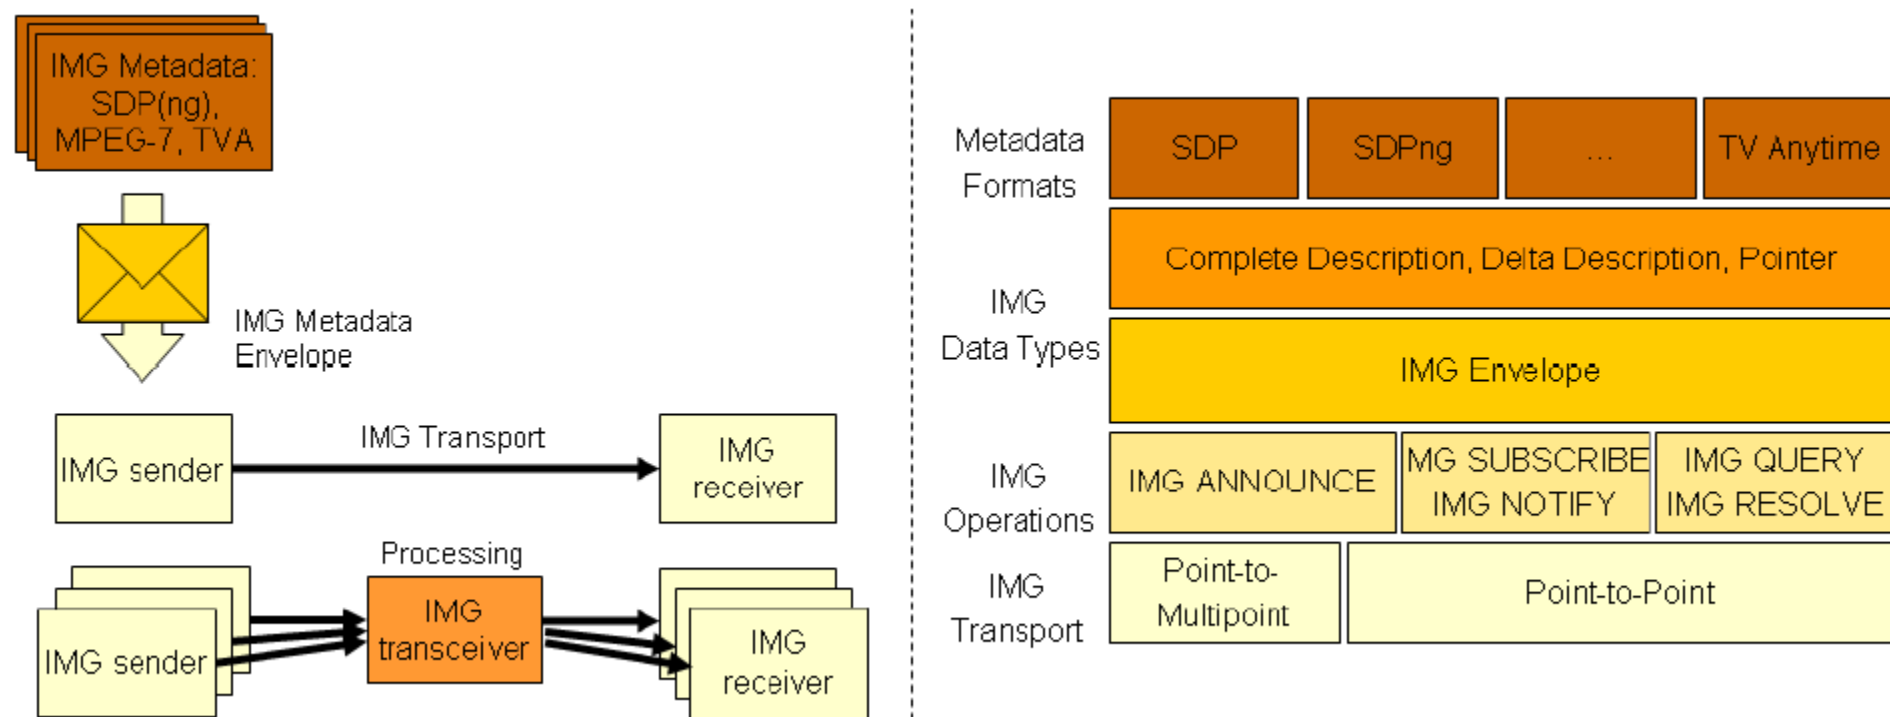 IMG Metadata:
SDP(ng),
MPEG-7, TVA
IMG Metadata
Envelope
IMG sender
IMG Transport
IMG
receiver
Processing
IMG sender
IMG
transceiver
IMG
receiver
Metadata
Formats
SDP
SDPng
...
TV Anytime
IMG
Data Types
Complete Description, Delta Description, Pointer
IMG Envelope
IMG
Operations
IMG ANNOUNCE
MG SUBSCRIBE
IMG NOTIFY
IMG QUERY
IMG RESOLVE
IMG
Transport
Point-to-
Multipoint
Point-to-Point